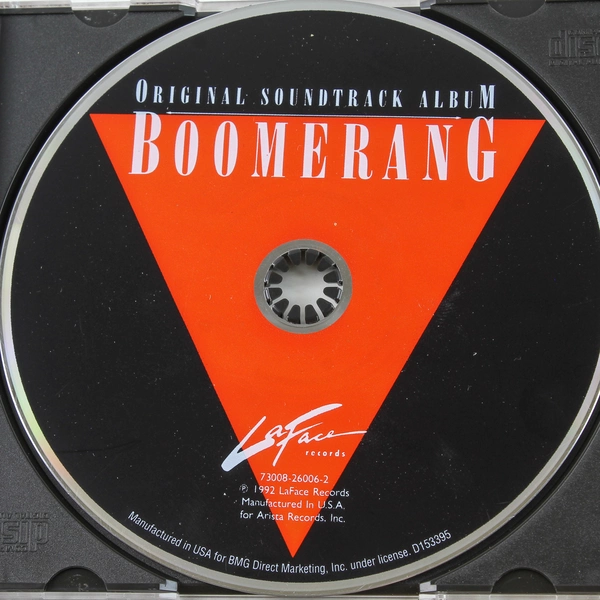 ORIGINAL SOUNDTRACK ALBUM
BOOMERANG
LaFace
records
73008-26006-2
℗ 1992 LaFace Records
Manufactured In U.S.A.
for Arista Records, Inc.
Manufactured in USA for BMG Direct Marketing, Inc. under license. D153395